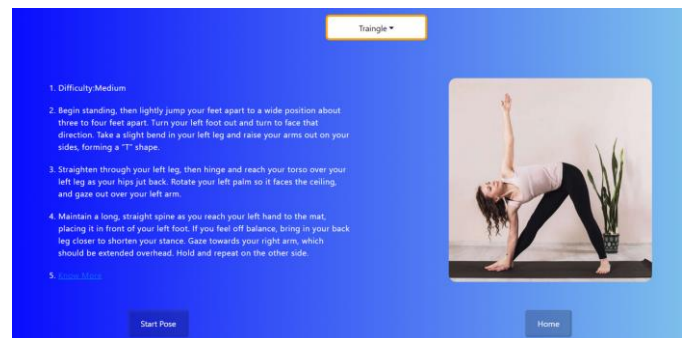 Traingle
1. Difficulty:Medium
2. Begin standing, then lightly jump your feet apart to a wide position about
three to four feet apart. Turn your left foot out and turn to face that
direction. Take a slight bend in your left leg and raise your arms out on your
sides, forming a "T" shape.
3. Straighten through your left leg, then hinge and reach your torso over your
left leg as your hips jut back. Rotate your left palm so it faces the ceiling,
and gaze out over your left arm.
4. Maintain a long, straight spine as you reach your left hand to the mat,
placing it in front of your left foot. If you feel off balance, bring in your back
leg closer to shorten your stance. Gaze towards your right arm, which
should be extended overhead. Hold and repeat on the other side.
5. Know More
Start Pose
Home